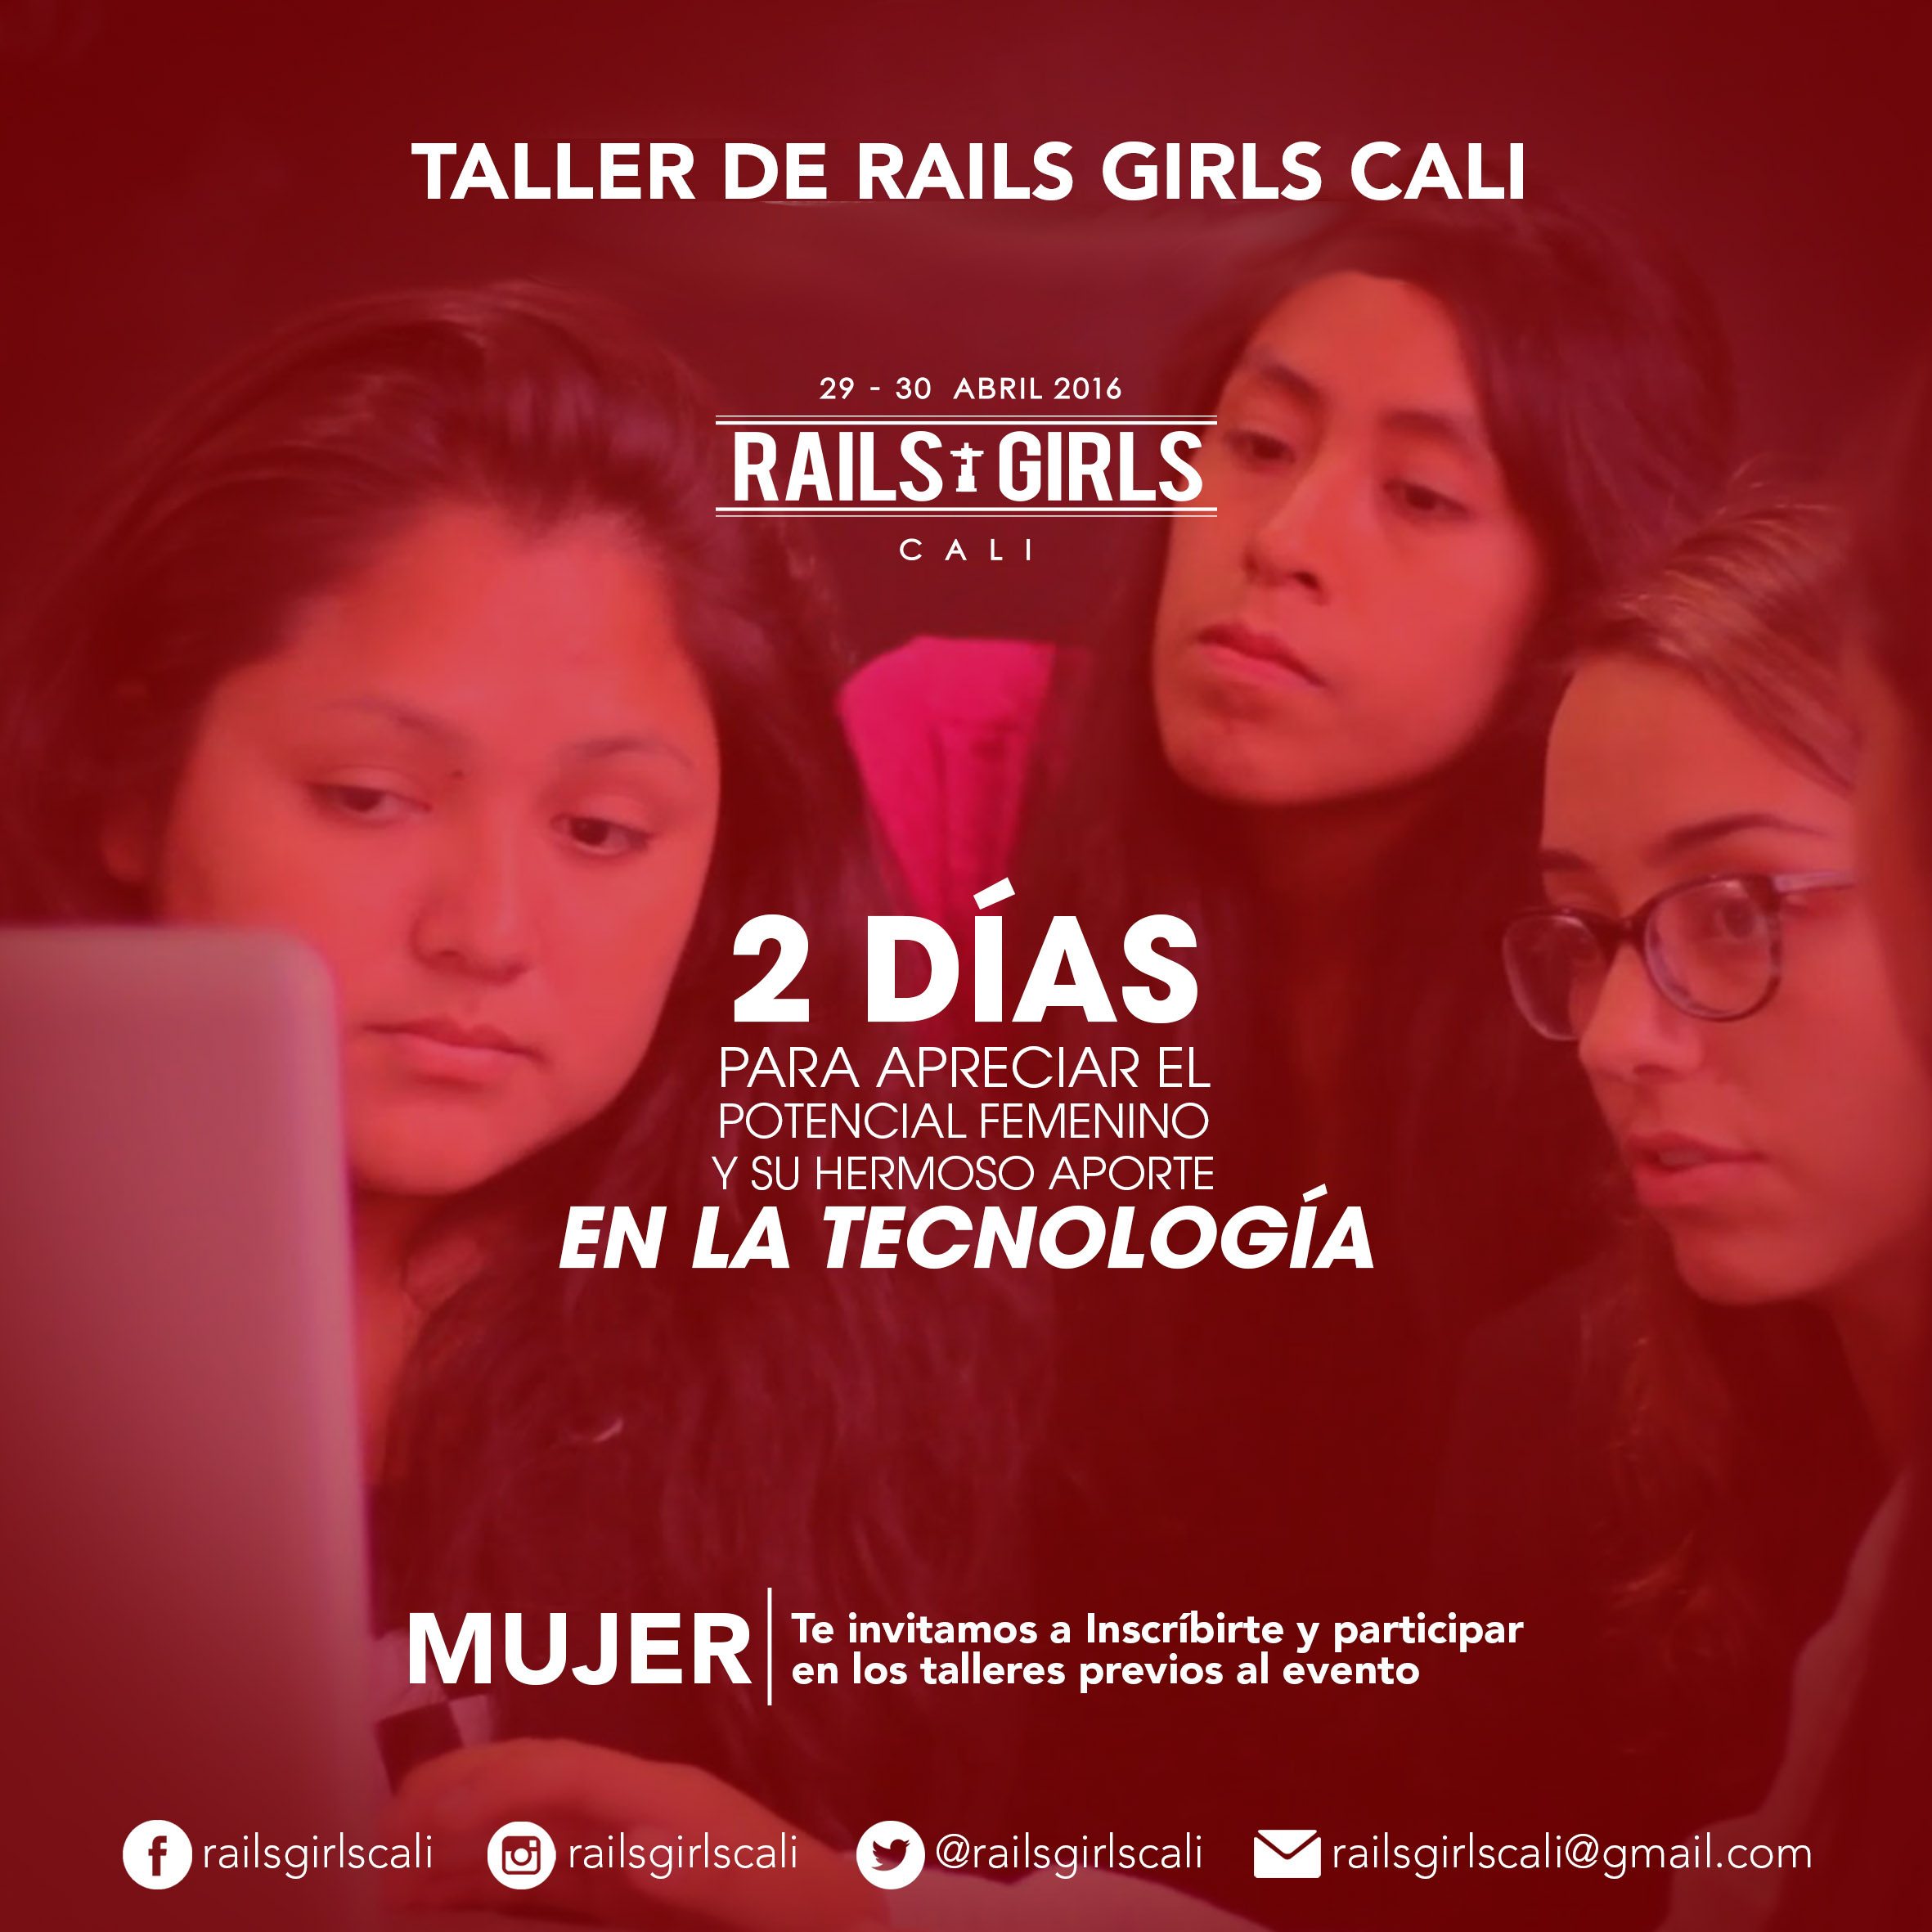 TALLER DE RAILS GIRLS CALI
29 - 30 ABRIL 2016
RAILS GIRLS
CALI
2 DÍAS
PARA APRECIAR EL
POTENCIAL FEMENINO
Y SU HERMOSO APORTE
EN LA TECNOLOGÍA
MUJER
Te invitamos a Inscríbirte y participar
en los talleres previos al evento
railsgirlscali railsgirlscali @railsgirlscali railsgirlscali@gmail.com